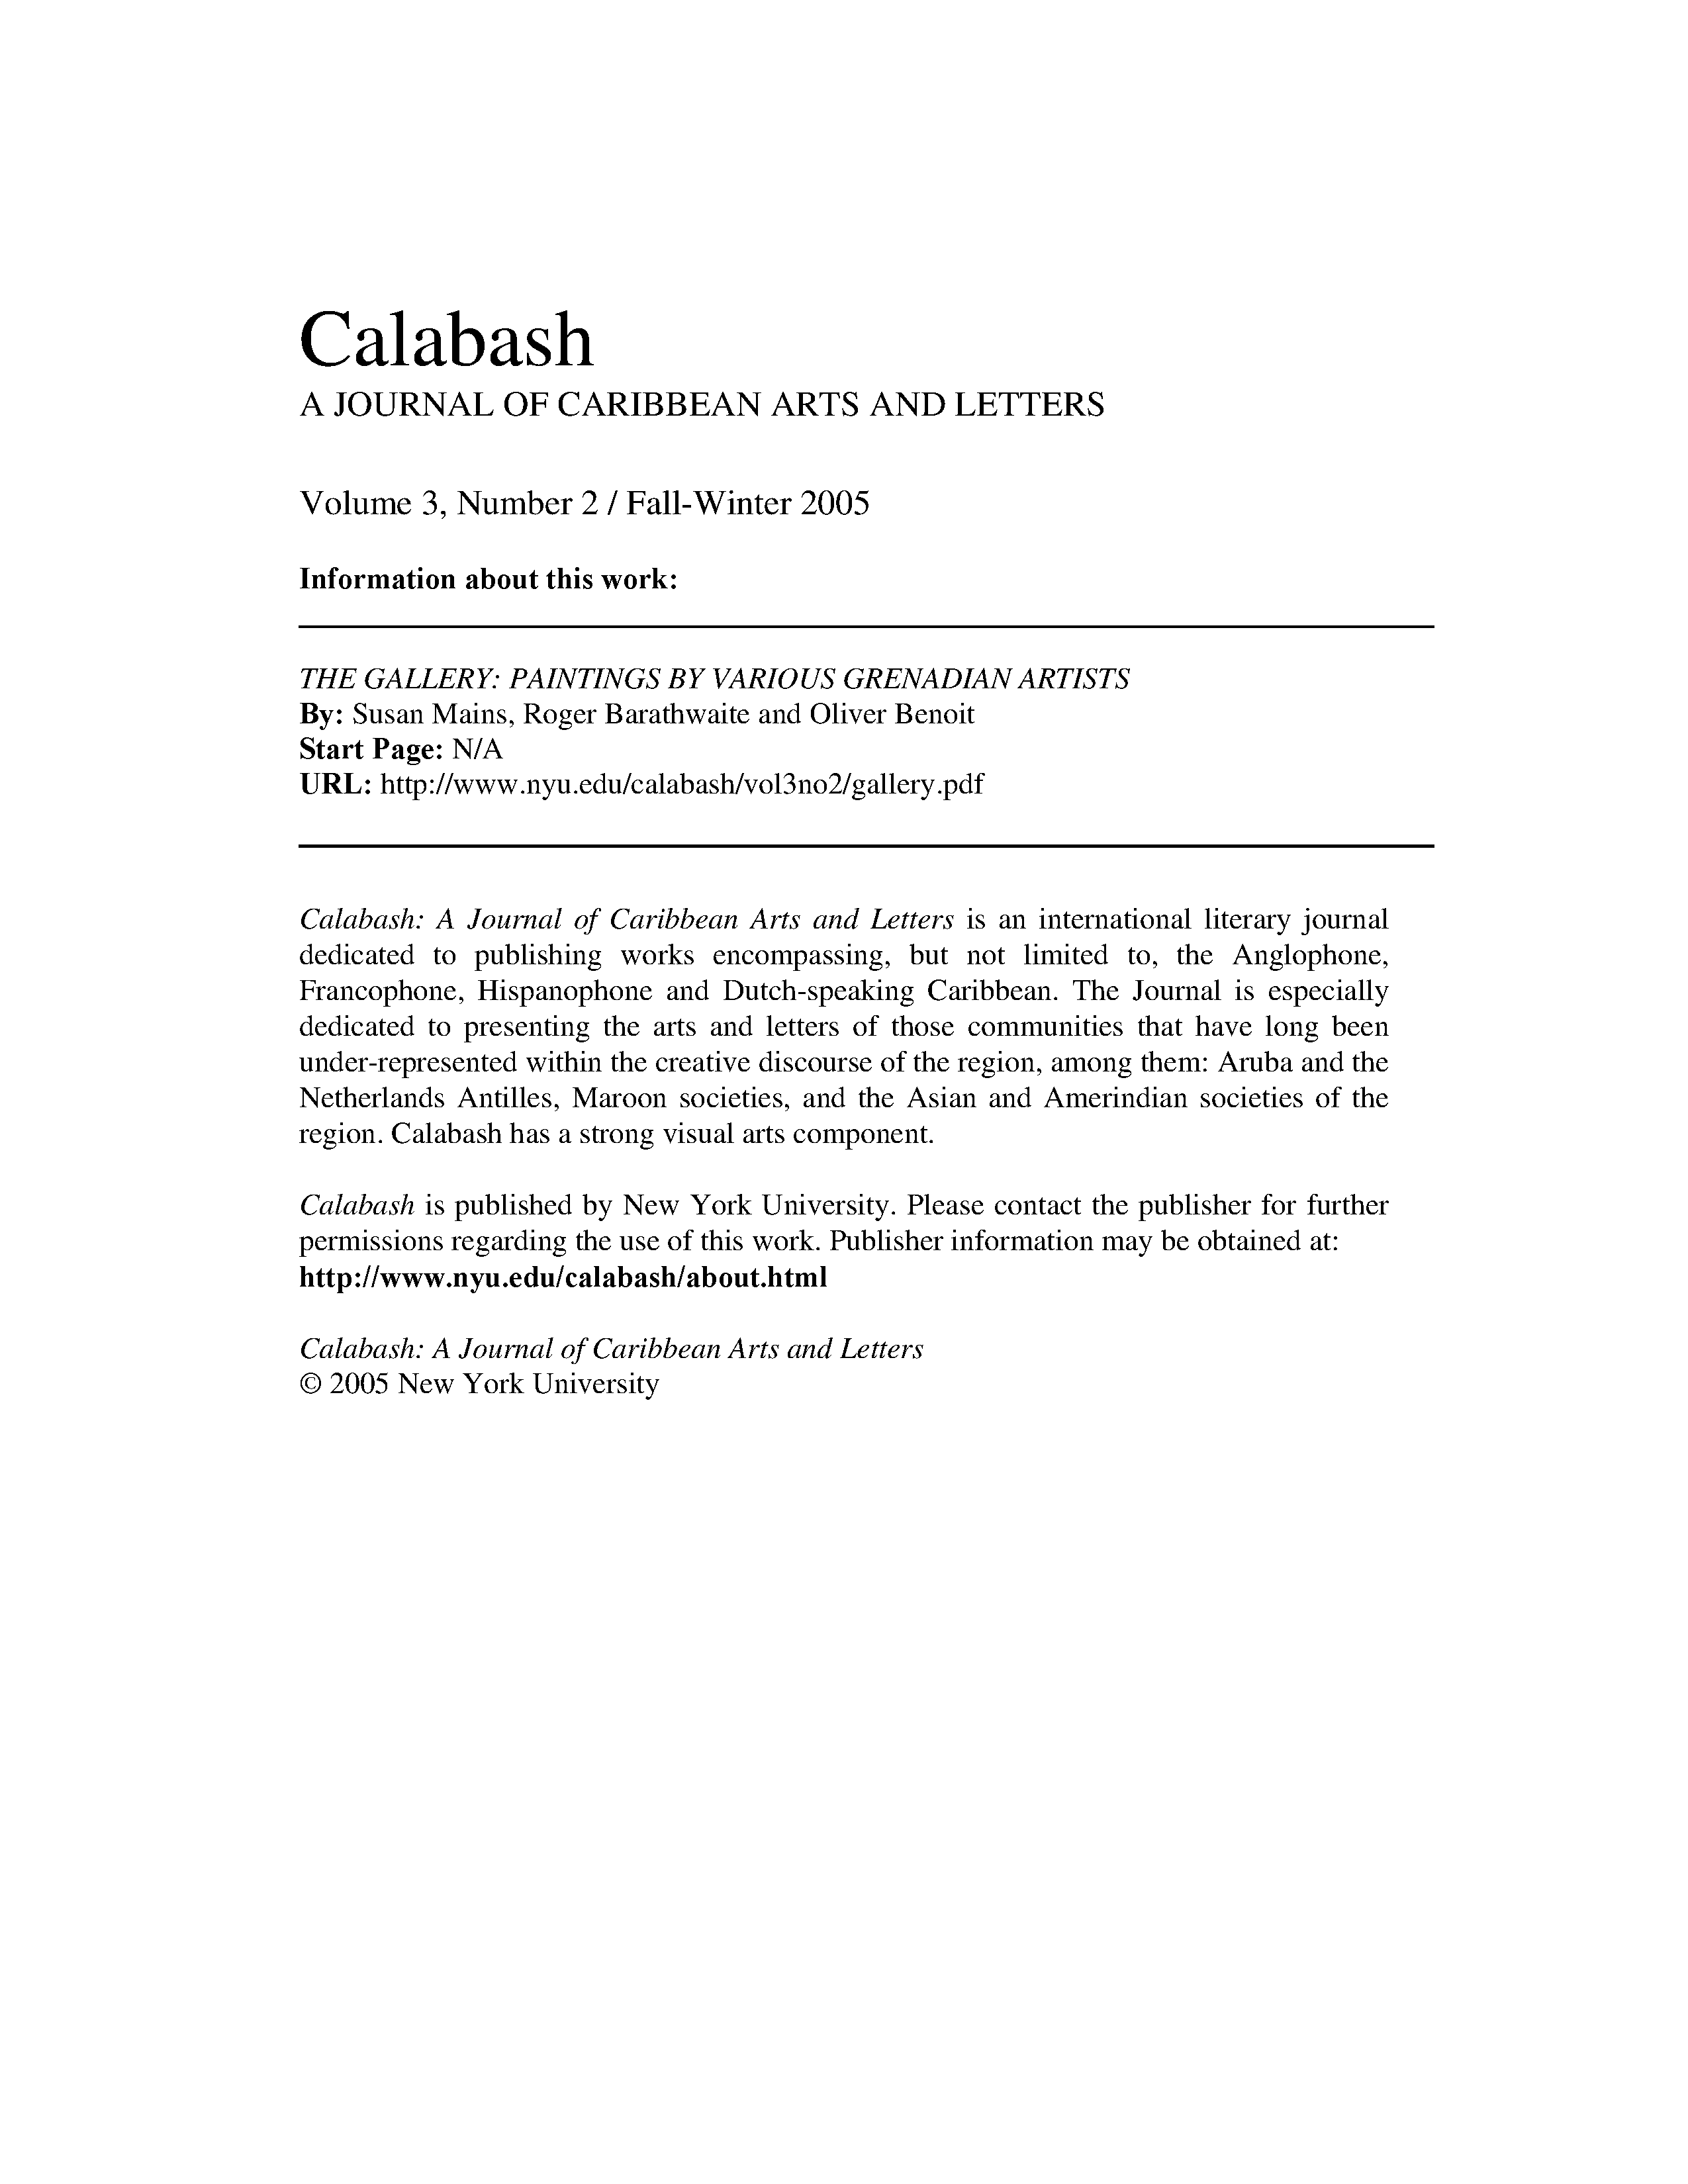 Calabash
A JOURNAL OF CARIBBEAN ARTS AND LETTERS
Volume 3, Number 2 / Fall-Winter 2005
Information about this work:
THE GALLERY: PAINTINGS BY VARIOUS GRENADIAN ARTISTS
By: Susan Mains, Roger Barathwaite and Oliver Benoit
Start Page: N/A
URL: http://www.nyu.edu/calabash/vol3no2/gallery.pdf
Calabash: A Journal of Caribbean Arts and Letters is an international literary journal
dedicated to publishing works encompassing, but not limited to, the Anglophone,
Francophone, Hispanophone and Dutch-speaking Caribbean. The Journal is especially
dedicated to presenting the arts and letters of those communities that have long been
under-represented within the creative discourse of the region, among them: Aruba and the
Netherlands Antilles, Maroon societies, and the Asian and Amerindian societies of the
region. Calabash has a strong visual arts component.
Calabash is published by New York University. Please contact the publisher for further
permissions regarding the use of this work. Publisher information may be obtained at:
http://www.nyu.edu/calabash/about.html
Calabash: A Journal of Caribbean Arts and Letters
© 2005 New York University